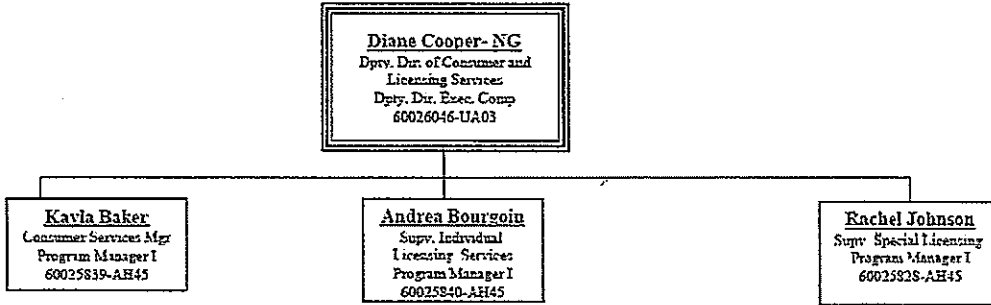 Diane Cooper- NG
Dpty. Dir. of Consumer and
Licensing Services
Dpty. Dir. Exec. Comp
60026046-UA03
Kayla Baker
Consumer Services Mgr
Program Manager I
60025839-AH45
Andrea Bourgoin
Supv. Individual
Licensing Services
Program Manager I
60025840-AH45
Rachel Johnson
Supv Special Licensing
Program Manager I
60025828-AH45